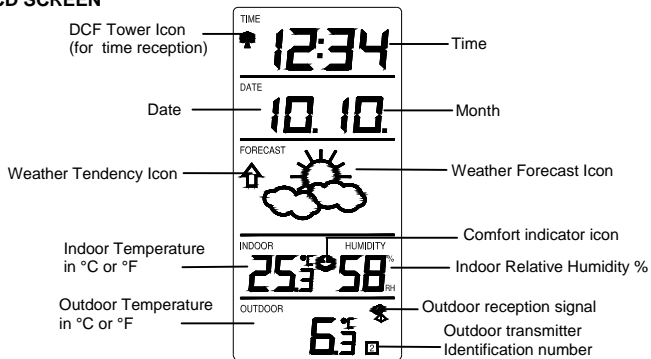 CD SCREEN
DCF Tower Icon
(for time reception)
TIME
12:34
Time
DATE
Date
10. 10.
Month
FORECAST
Weather Tendency Icon
Weather Forecast Icon
Comfort indicator icon
INDOOR
HUMIDITY
Indoor Temperature
in °C or °F
25.3 °C 58 %
RH
Indoor Relative Humidity %
Outdoor Temperature
in °C or °F
OUTDOOR
Outdoor reception signal
6.3 °C
2
Outdoor transmitter
Identification number